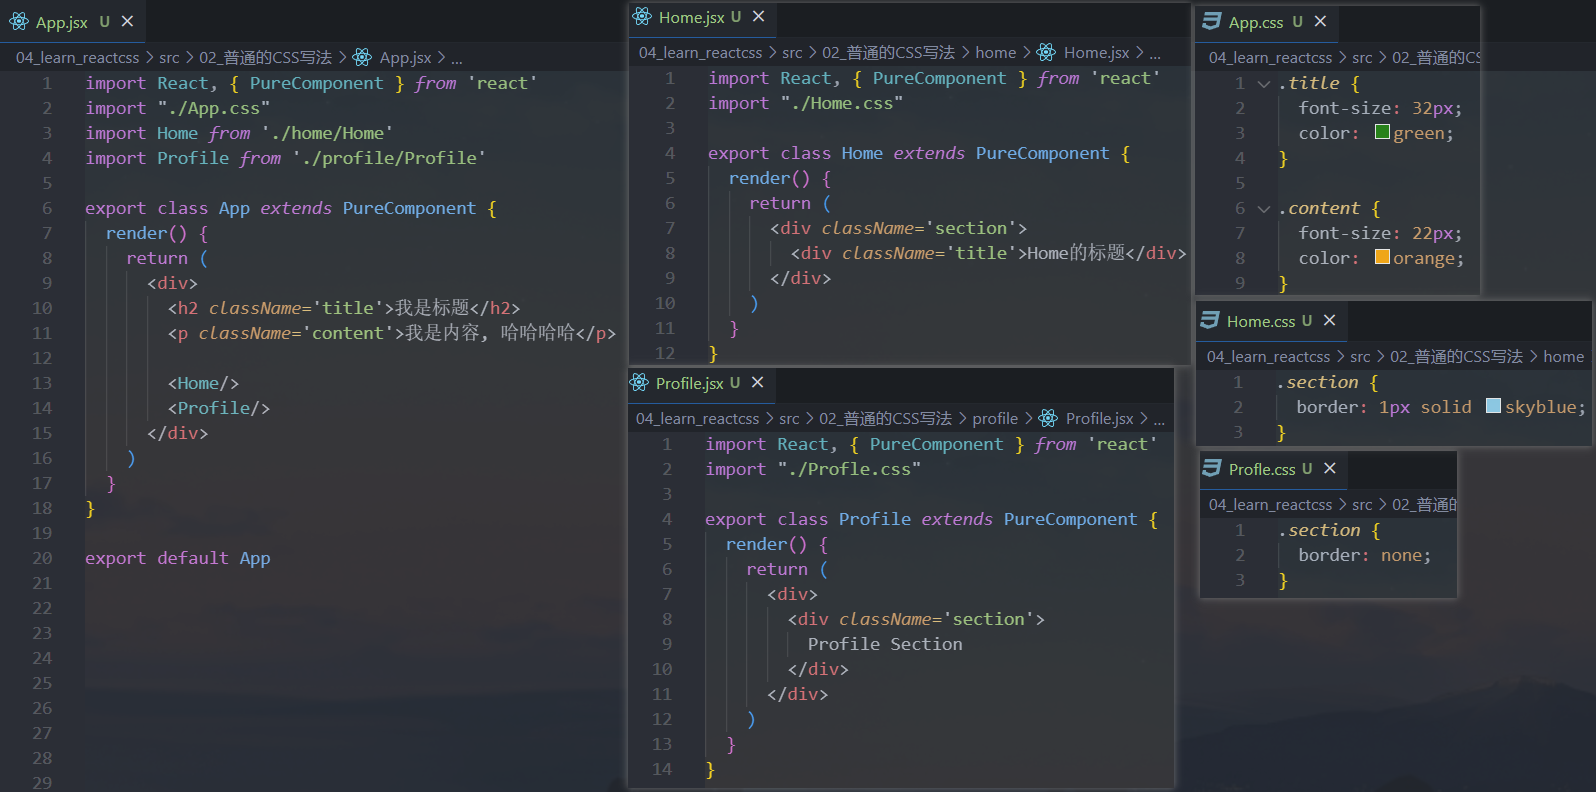 App.jsx U ×
04_learn_reactcss > src > 02_普通的CSS写法 > App.jsx > ...
1 import React, { PureComponent } from 'react'
2 import "./App.css"
3 import Home from './home/Home'
4 import Profile from './profile/Profile'
5
6 export class App extends PureComponent {
7 render() {
8 return (
9 <div>
10 <h2 className='title'>我是标题</h2>
11 <p className='content'>我是内容, 哈哈哈哈</p>
12
13 <Home/>
14 <Profile/>
15 </div>
16 )
17 }
18 }
19
20 export default App
21
22
23
24
25
26
27
28
29
Home.jsx U ×
04_learn_reactcss > src > 02_普通的CSS写法 > home > Home.jsx > ...
1 import React, { PureComponent } from 'react'
2 import "./Home.css"
3
4 export class Home extends PureComponent {
5 render() {
6 return (
7 <div className='section'>
8 <div className='title'>Home的标题</div>
9 </div>
10 )
11 }
12 }
Profile.jsx U ×
04_learn_reactcss > src > 02_普通的CSS写法 > profile > Profile.jsx > ...
1 import React, { PureComponent } from 'react'
2 import "./Profle.css"
3
4 export class Profile extends PureComponent {
5 render() {
6 return (
7 <div>
8 <div className='section'>
9 Profile Section
10 </div>
11 </div>
12 )
13 }
14 }
App.css U ×
04_learn_reactcss > src > 02_普通的CS
1 .title {
2 font-size: 32px;
3 color: green;
4 }
5
6 .content {
7 font-size: 22px;
8 color: orange;
9 }
Home.css U ×
04_learn_reactcss > src > 02_普通的CSS写法 > home
1 .section {
2 border: 1px solid skyblue;
3 }
Profle.css U ×
04_learn_reactcss > src > 02_普通的
1 .section {
2 border: none;
3 }